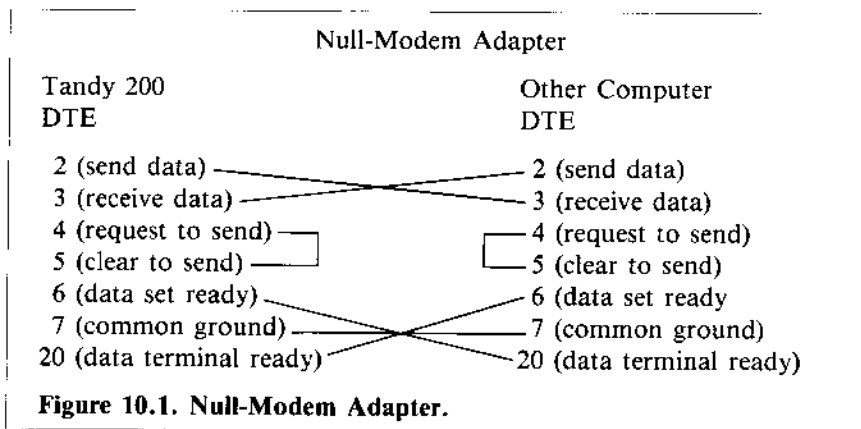 Null-Modem Adapter
Tandy 200
DTE
Other Computer
DTE
2 (send data)
3 (receive data)
4 (request to send)
5 (clear to send)
6 (data set ready)
7 (common ground)
20 (data terminal ready)
2 (send data)
3 (receive data)
4 (request to send)
5 (clear to send)
6 (data set ready
7 (common ground)
20 (data terminal ready)
Figure 10.1. Null-Modem Adapter.